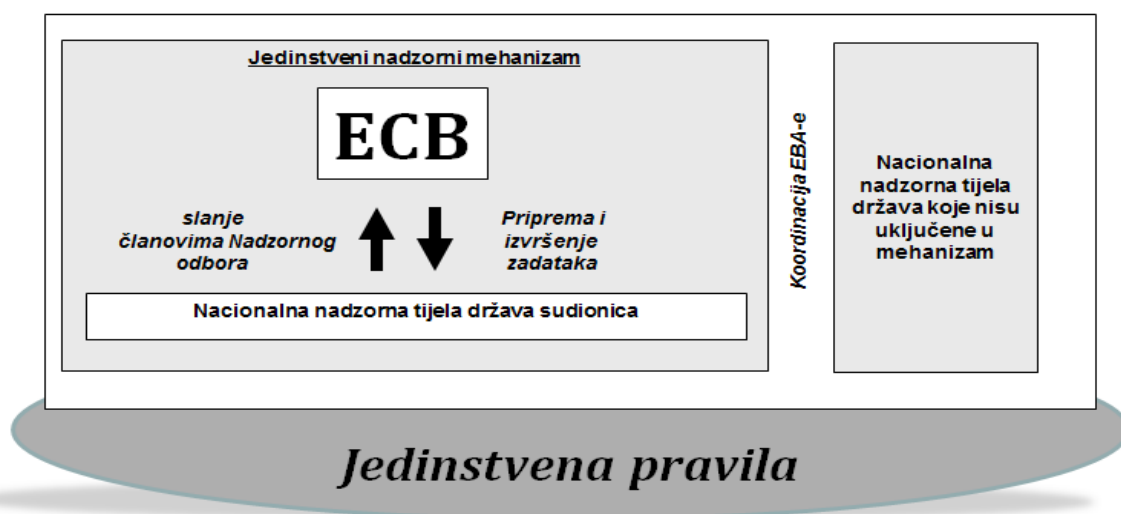 Jedinstveni nadzorni mehanizam
ECB
slanje
članovima Nadzornog
odbora
Priprema i
izvršenje
zadataka
Nacionalna nadzorna tijela država sudionica
Koordinacija EBA-e
Nacionalna
nadzorna tijela
država koje nisu
uključene u
mehanizam
Jedinstvena pravila